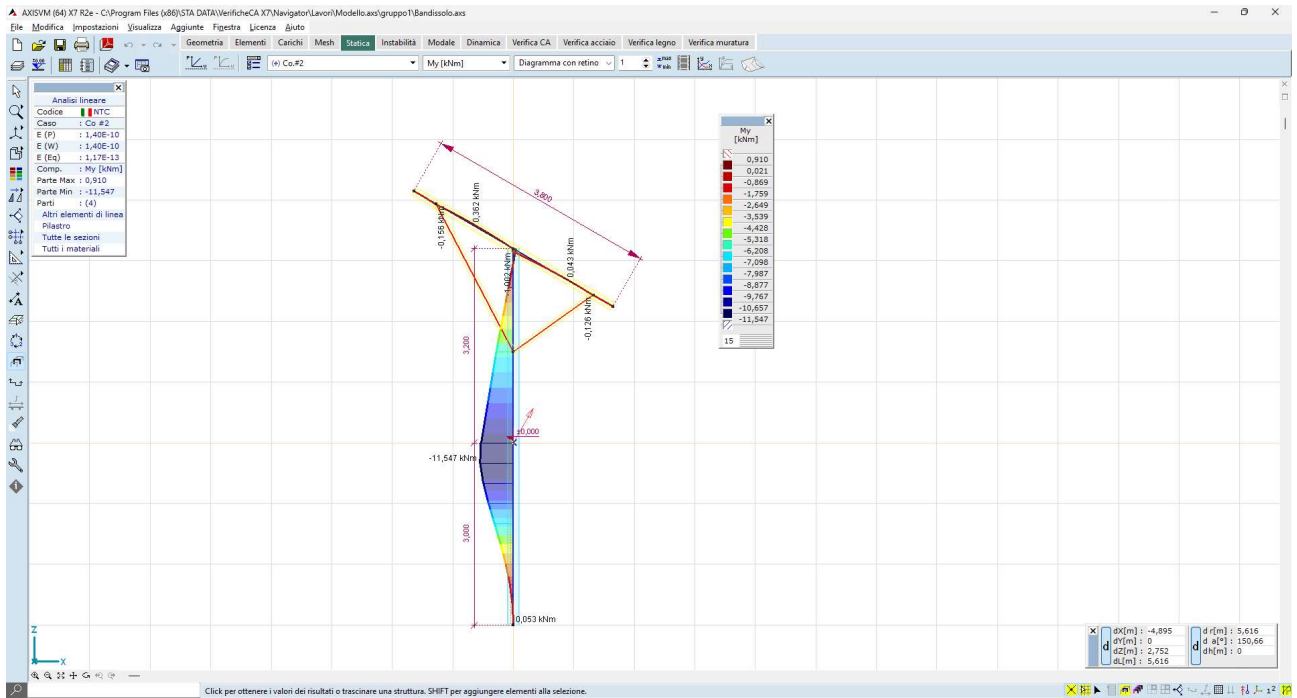 AXISVM (64) X7 R2e - C:\Program Files (x86)\STA DATA\VerificheCA X7\Navigator\Lavori\Modello.axs\gruppo1\Bandissolo.axs
File Modifica Impostazioni Visualizza Aggiunte Finestra Licenza Aiuto
Geometria Elementi Carichi Mesh Statica Instabilità Modale Dinamica Verifica CA Verifica acciaio Verifica legno Verifica muratura
(+) Co.#2 My [kNm] Diagramma con retino 1
Analisi lineare
Codice NTC
Caso : Co #2
E (P) : 1,40E-10
E (W) : 1,40E-10
E (Eq) : 1,17E-13
Comp. : My [kNm]
Parte Max : 0,910
Parte Min : -11,547
Parti : (4)
Altri elementi di linea
Pilastro
Tutte le sezioni
Tutti i materiali
My
[kNm]
0,910
0,021
-0,869
-1,759
-2,649
-3,539
-4,428
-5,318
-6,208
-7,098
-7,987
-8,877
-9,767
-10,657
-11,547
15
3,800
0,362 kNm
-0,156 kNm
0,043 kNm
-1,002 kNm
-0,126 kNm
3,200
±0,000
-11,547 kNm
3,000
0,053 kNm
Z
X
dX[m] : -4,895
dY[m] : 0
dZ[m] : 2,752
dL[m] : 5,616
d
d r[m] : 5,616
d a[°] : 150,66
dh[m] : 0
d
Click per ottenere i valori dei risultati o trascinare una struttura. SHIFT per aggiungere elementi alla selezione.